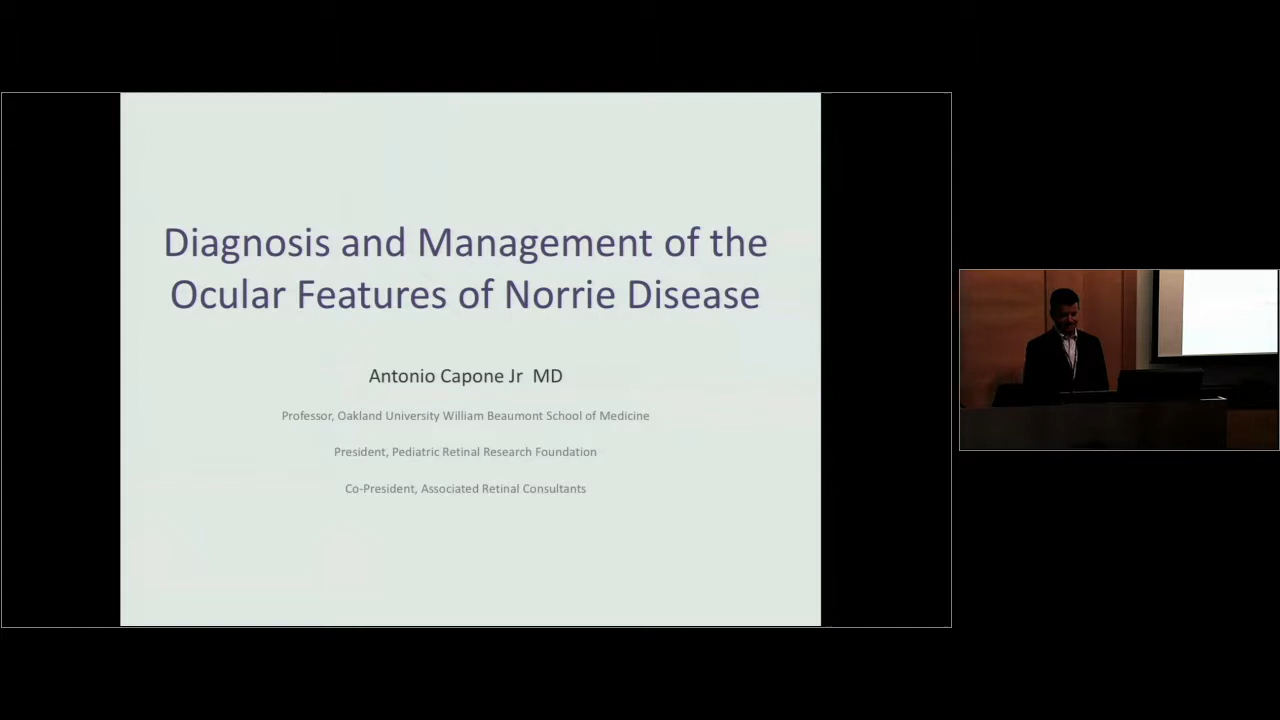 Diagnosis and Management of the
Ocular Features of Norrie Disease
Antonio Capone Jr  MD
Professor, Oakland University William Beaumont School of Medicine
President, Pediatric Retinal Research Foundation
Co-President, Associated Retinal Consultants